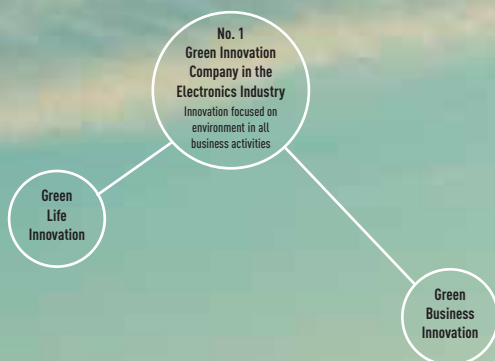 No. 1
Green Innovation
Company in the
Electronics Industry
Innovation focused on
environment in all
business activities
Green
Life
Innovation
Green
Business
Innovation